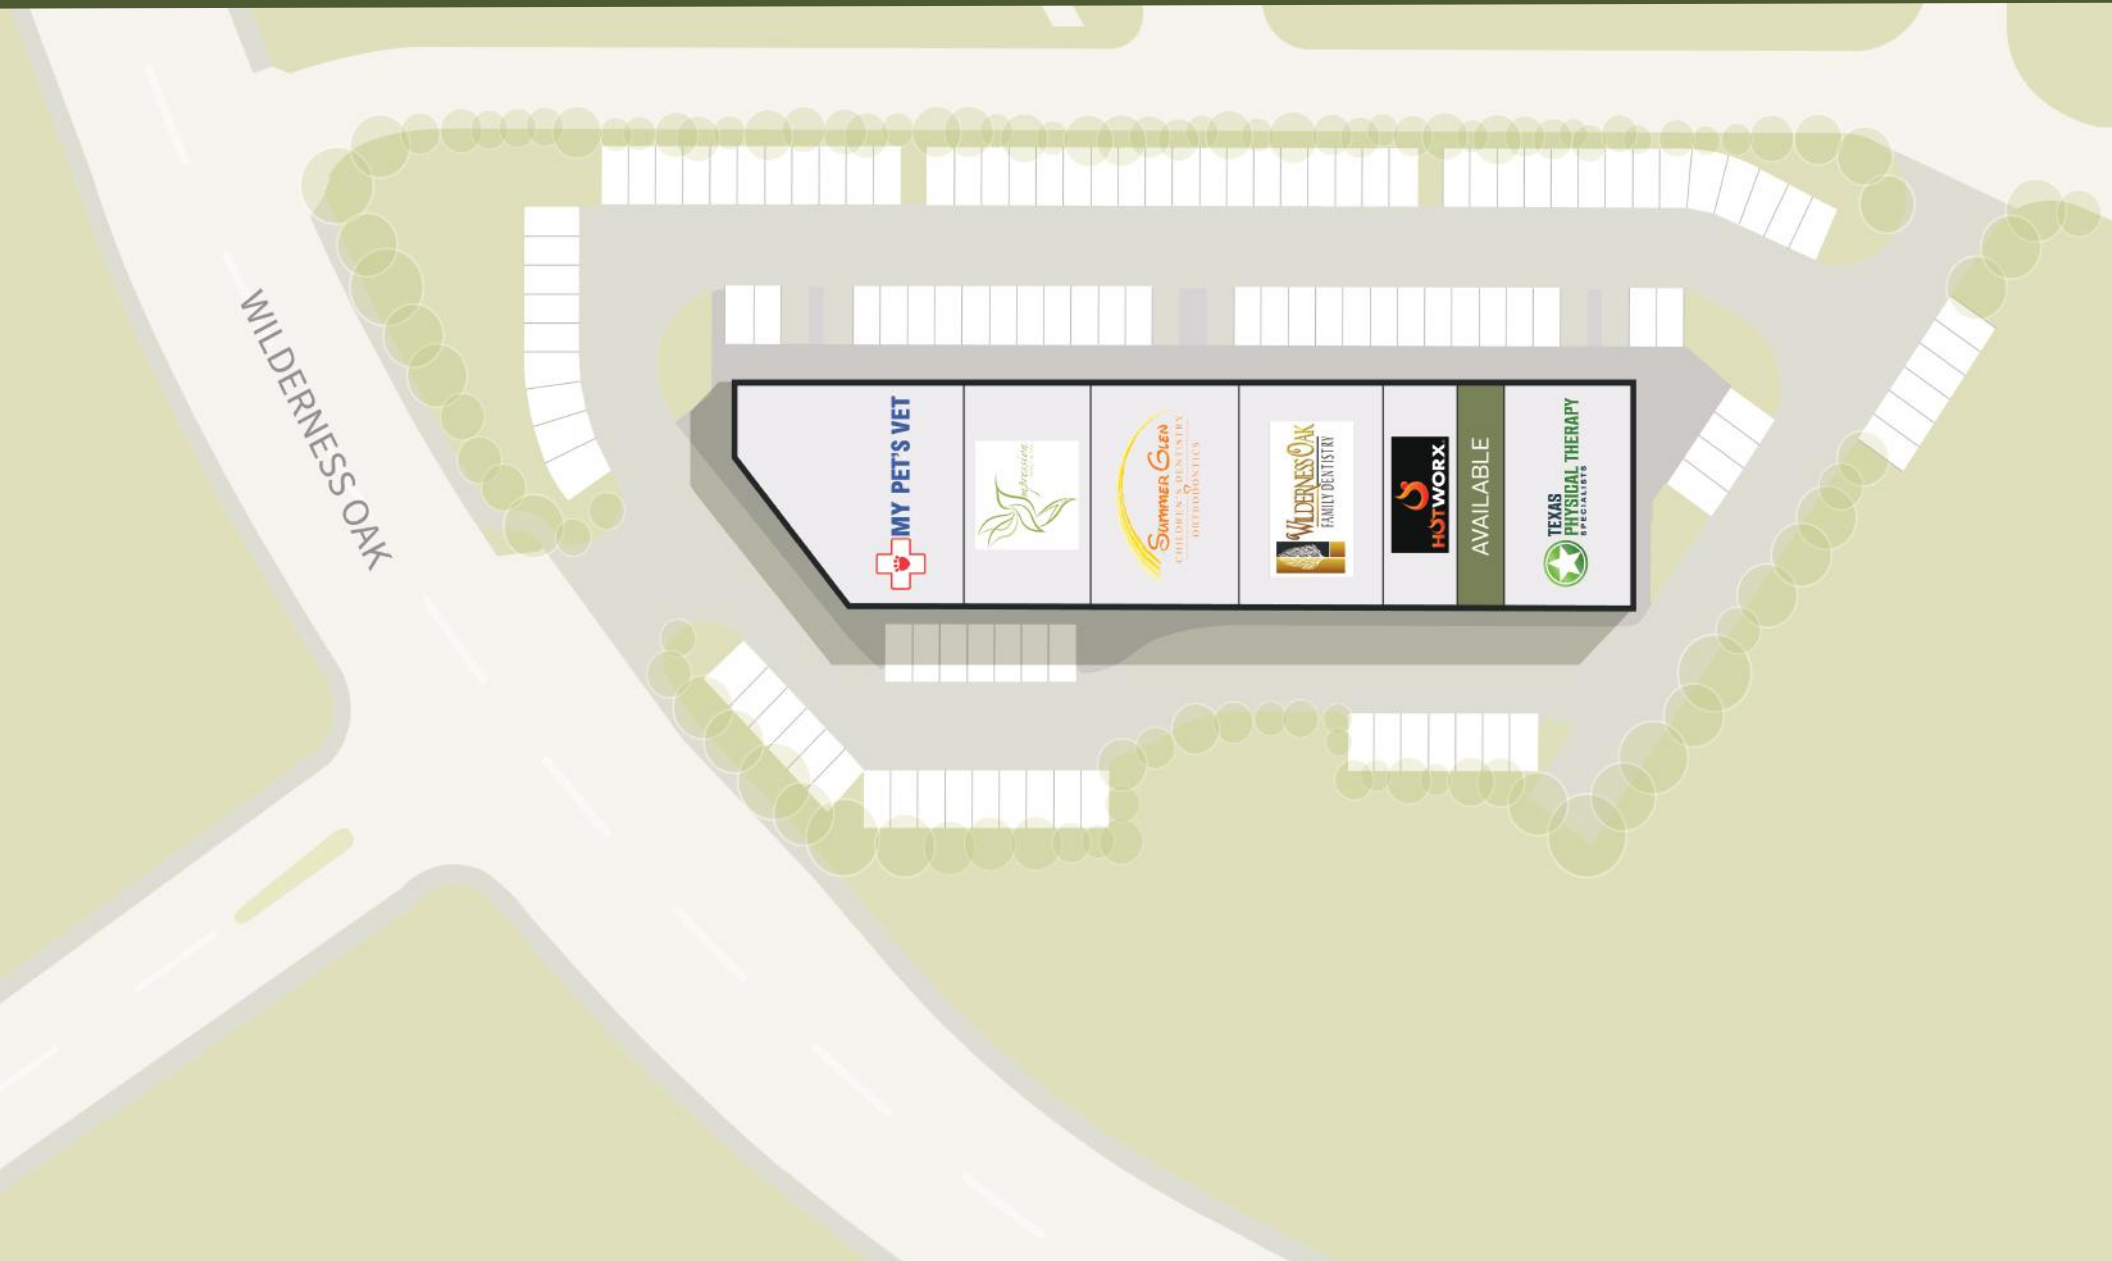 WILDERNESS OAK
MY PET'S VET
mpression
SUMMER GLEN
CHILDREN'S DENTISTRY
ORTHODONTICS
WILDERNESS OAK
FAMILY DENTISTRY
HOTWORX
AVAILABLE
TEXAS
PHYSICAL THERAPY
SPECIALISTS